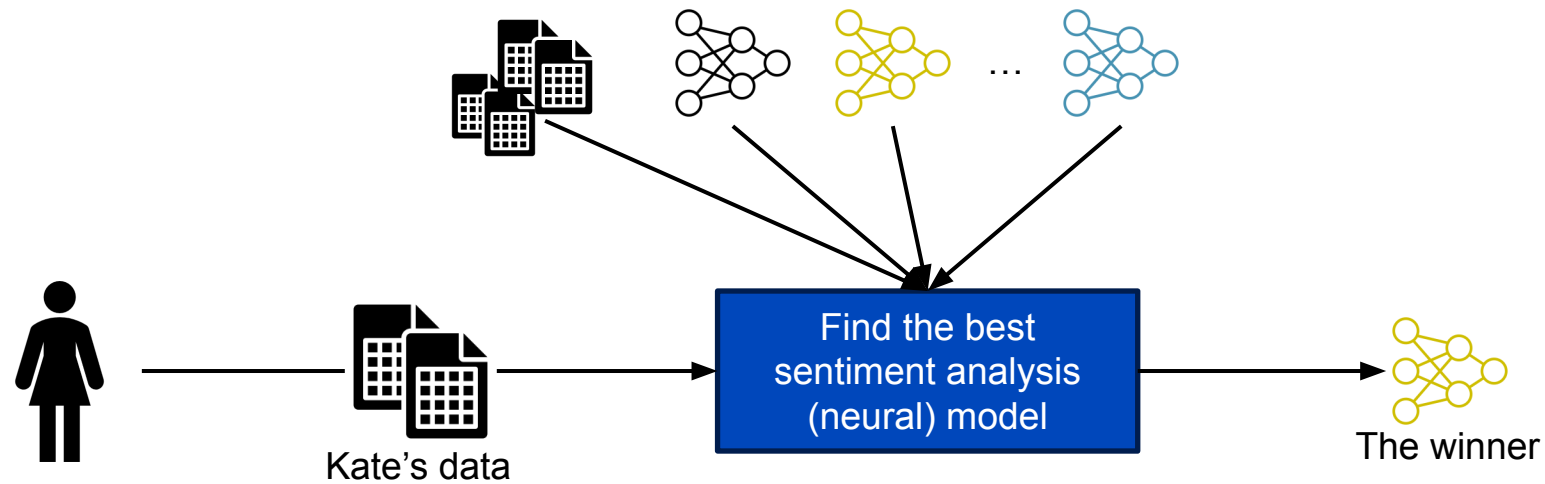 …
Find the best
sentiment analysis
(neural) model
Kate’s data
The winner